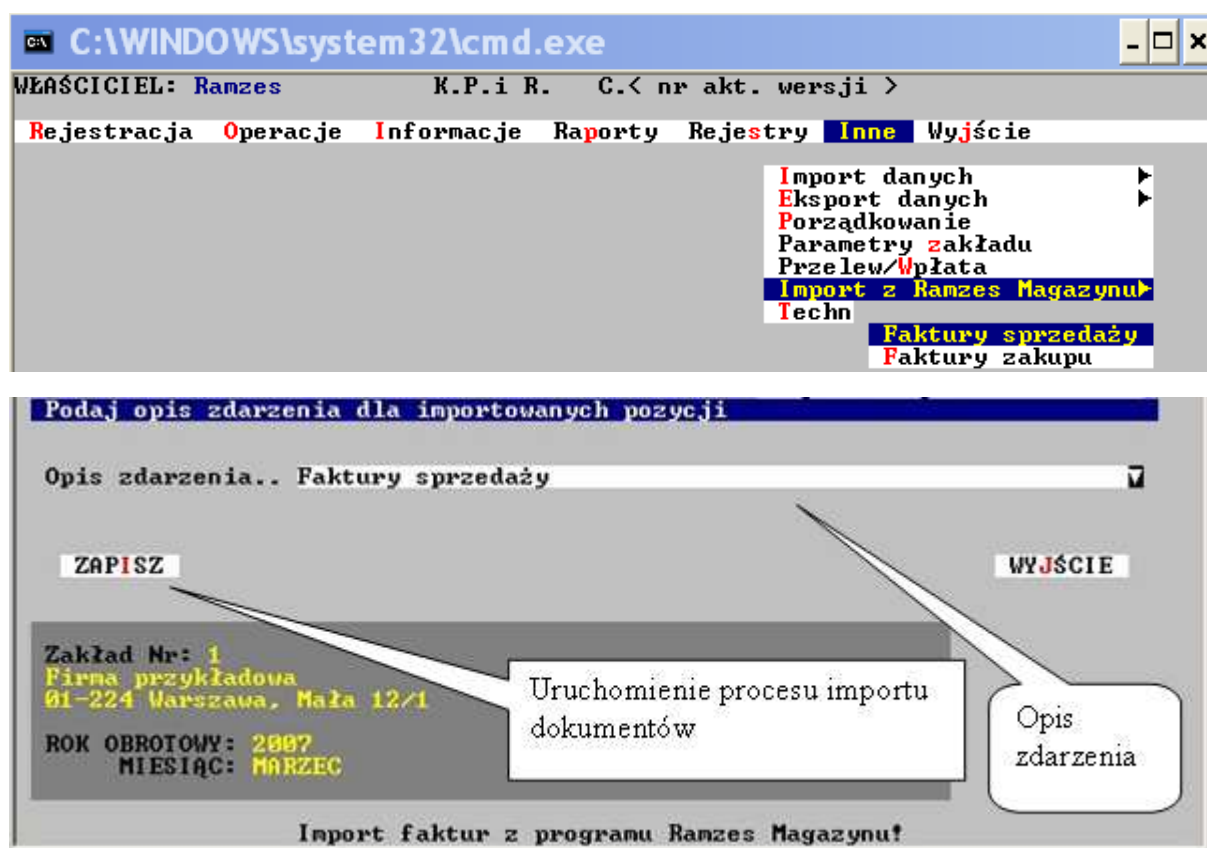 C:\WINDOWS\system32\cmd.exe
WŁAŚCICIEL: Ramzes K.P.i R. C.< nr akt. wersji >
Rejestracja Operacje Informacje Raporty Rejestry Inne Wyjście
Import danych
Eksport danych
Porządkowanie
Parametry zakładu
Przelew/Wpłata
Import z Ramzes Magazynu
Techn
Faktury sprzedaży
Faktury zakupu
Podaj opis zdarzenia dla importowanych pozycji
Opis zdarzenia.. Faktury sprzedaży
ZAPISZ WYJŚCIE
Zakład Nr: 1
Firma przykładowa
01-224 Warszawa, Mała 12/1
ROK OBROTOWY: 2007
MIESIĄC: MARZEC
Uruchomienie procesu importu
dokumentów
Opis
zdarzenia
Import faktur z programu Ramzes Magazynu!